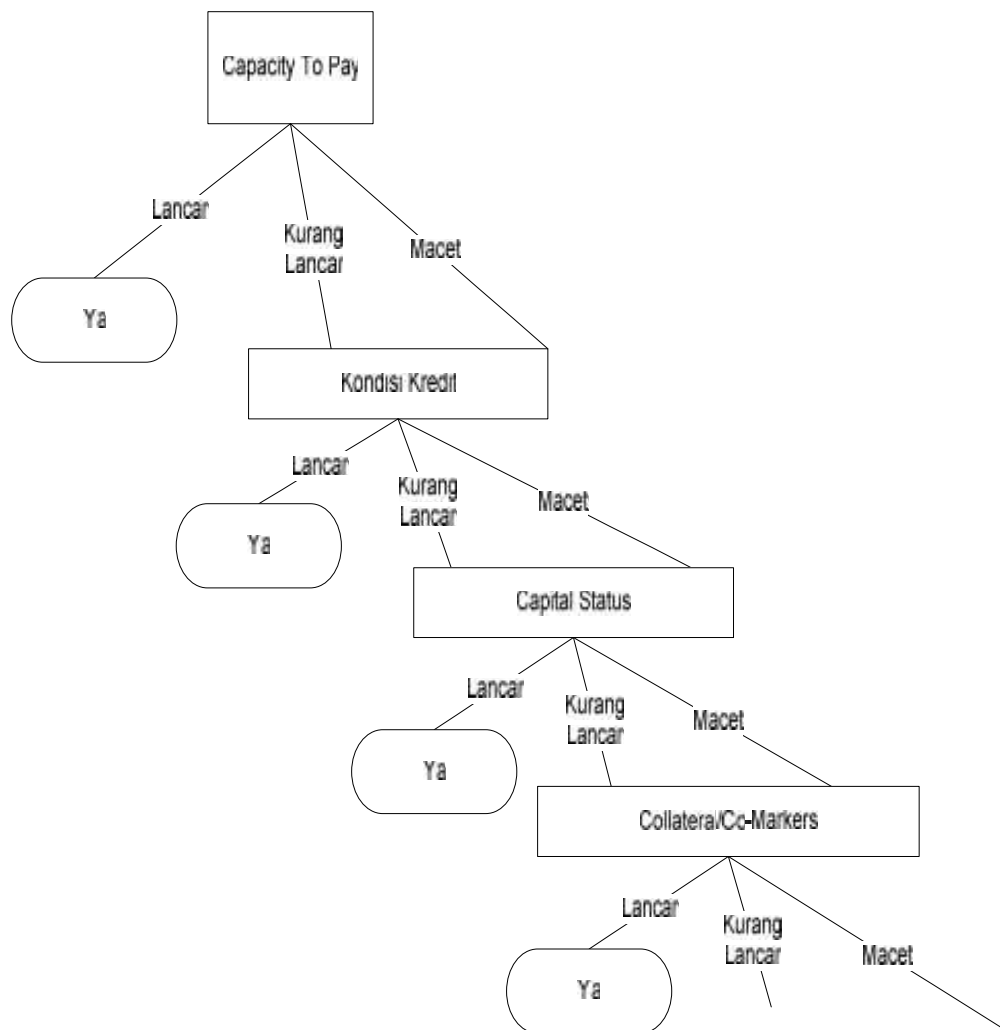 Capacity To Pay
Lancar
Kurang
Lancar
Macet
Ya
Kondisi Kredit
Lancar
Kurang
Lancar
Macet
Ya
Capital Status
Lancar
Kurang
Lancar
Macet
Ya
Collateral/Co-Markers
Lancar
Kurang
Lancar
Macet
Ya